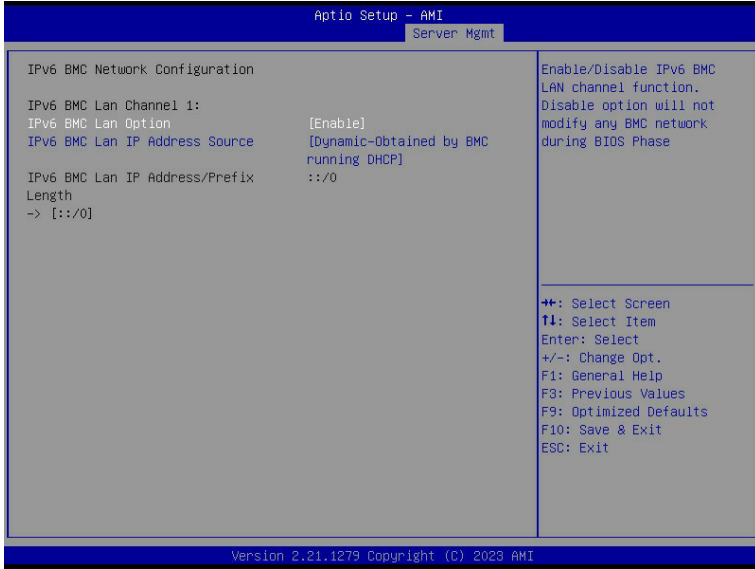 Aptio Setup – AMI
Server Mgmt
IPv6 BMC Network Configuration
IPv6 BMC Lan Channel 1:
IPv6 BMC Lan Option [Enable]
IPv6 BMC Lan IP Address Source [Dynamic-Obtained by BMC
running DHCP]
IPv6 BMC Lan IP Address/Prefix ::/0
Length
-> [::/0]
Enable/Disable IPv6 BMC
LAN channel function.
Disable option will not
modify any BMC network
during BIOS Phase
→←: Select Screen
↑↓: Select Item
Enter: Select
+/-: Change Opt.
F1: General Help
F3: Previous Values
F9: Optimized Defaults
F10: Save & Exit
ESC: Exit
Version 2.21.1279 Copyright (C) 2023 AMI